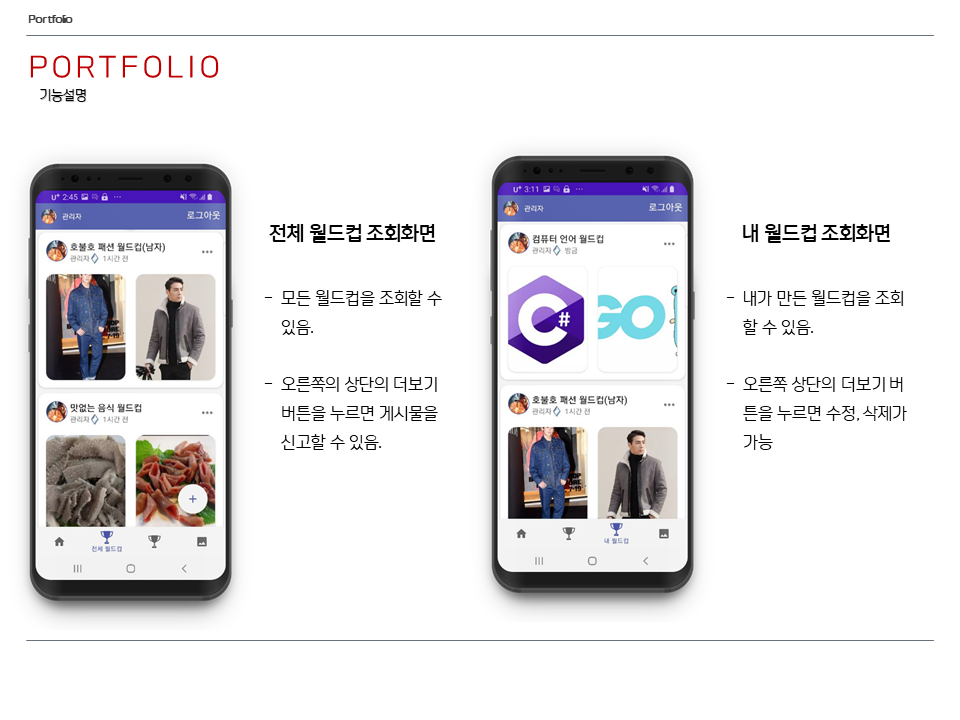 Portfolio
PORTFOLIO
기능설명
U+ 2:45
관리자
로그아웃
호불호 패션 월드컵(남자)
관리자 1시간 전
맛없는 음식 월드컵
관리자 1시간 전
+
전체 월드컵
전체 월드컵 조회화면
- 모든 월드컵을 조회할 수
있음.
- 오른쪽의 상단의 더보기
버튼을 누르면 게시물을
신고할 수 있음.
U+ 3:11
관리자
로그아웃
컴퓨터 언어 월드컵
관리자 방금
C#
GO
호불호 패션 월드컵(남자)
관리자 1시간 전
내 월드컵
내 월드컵 조회화면
- 내가 만든 월드컵을 조회
할 수 있음.
- 오른쪽 상단의 더보기 버
튼을 누르면 수정, 삭제가
가능